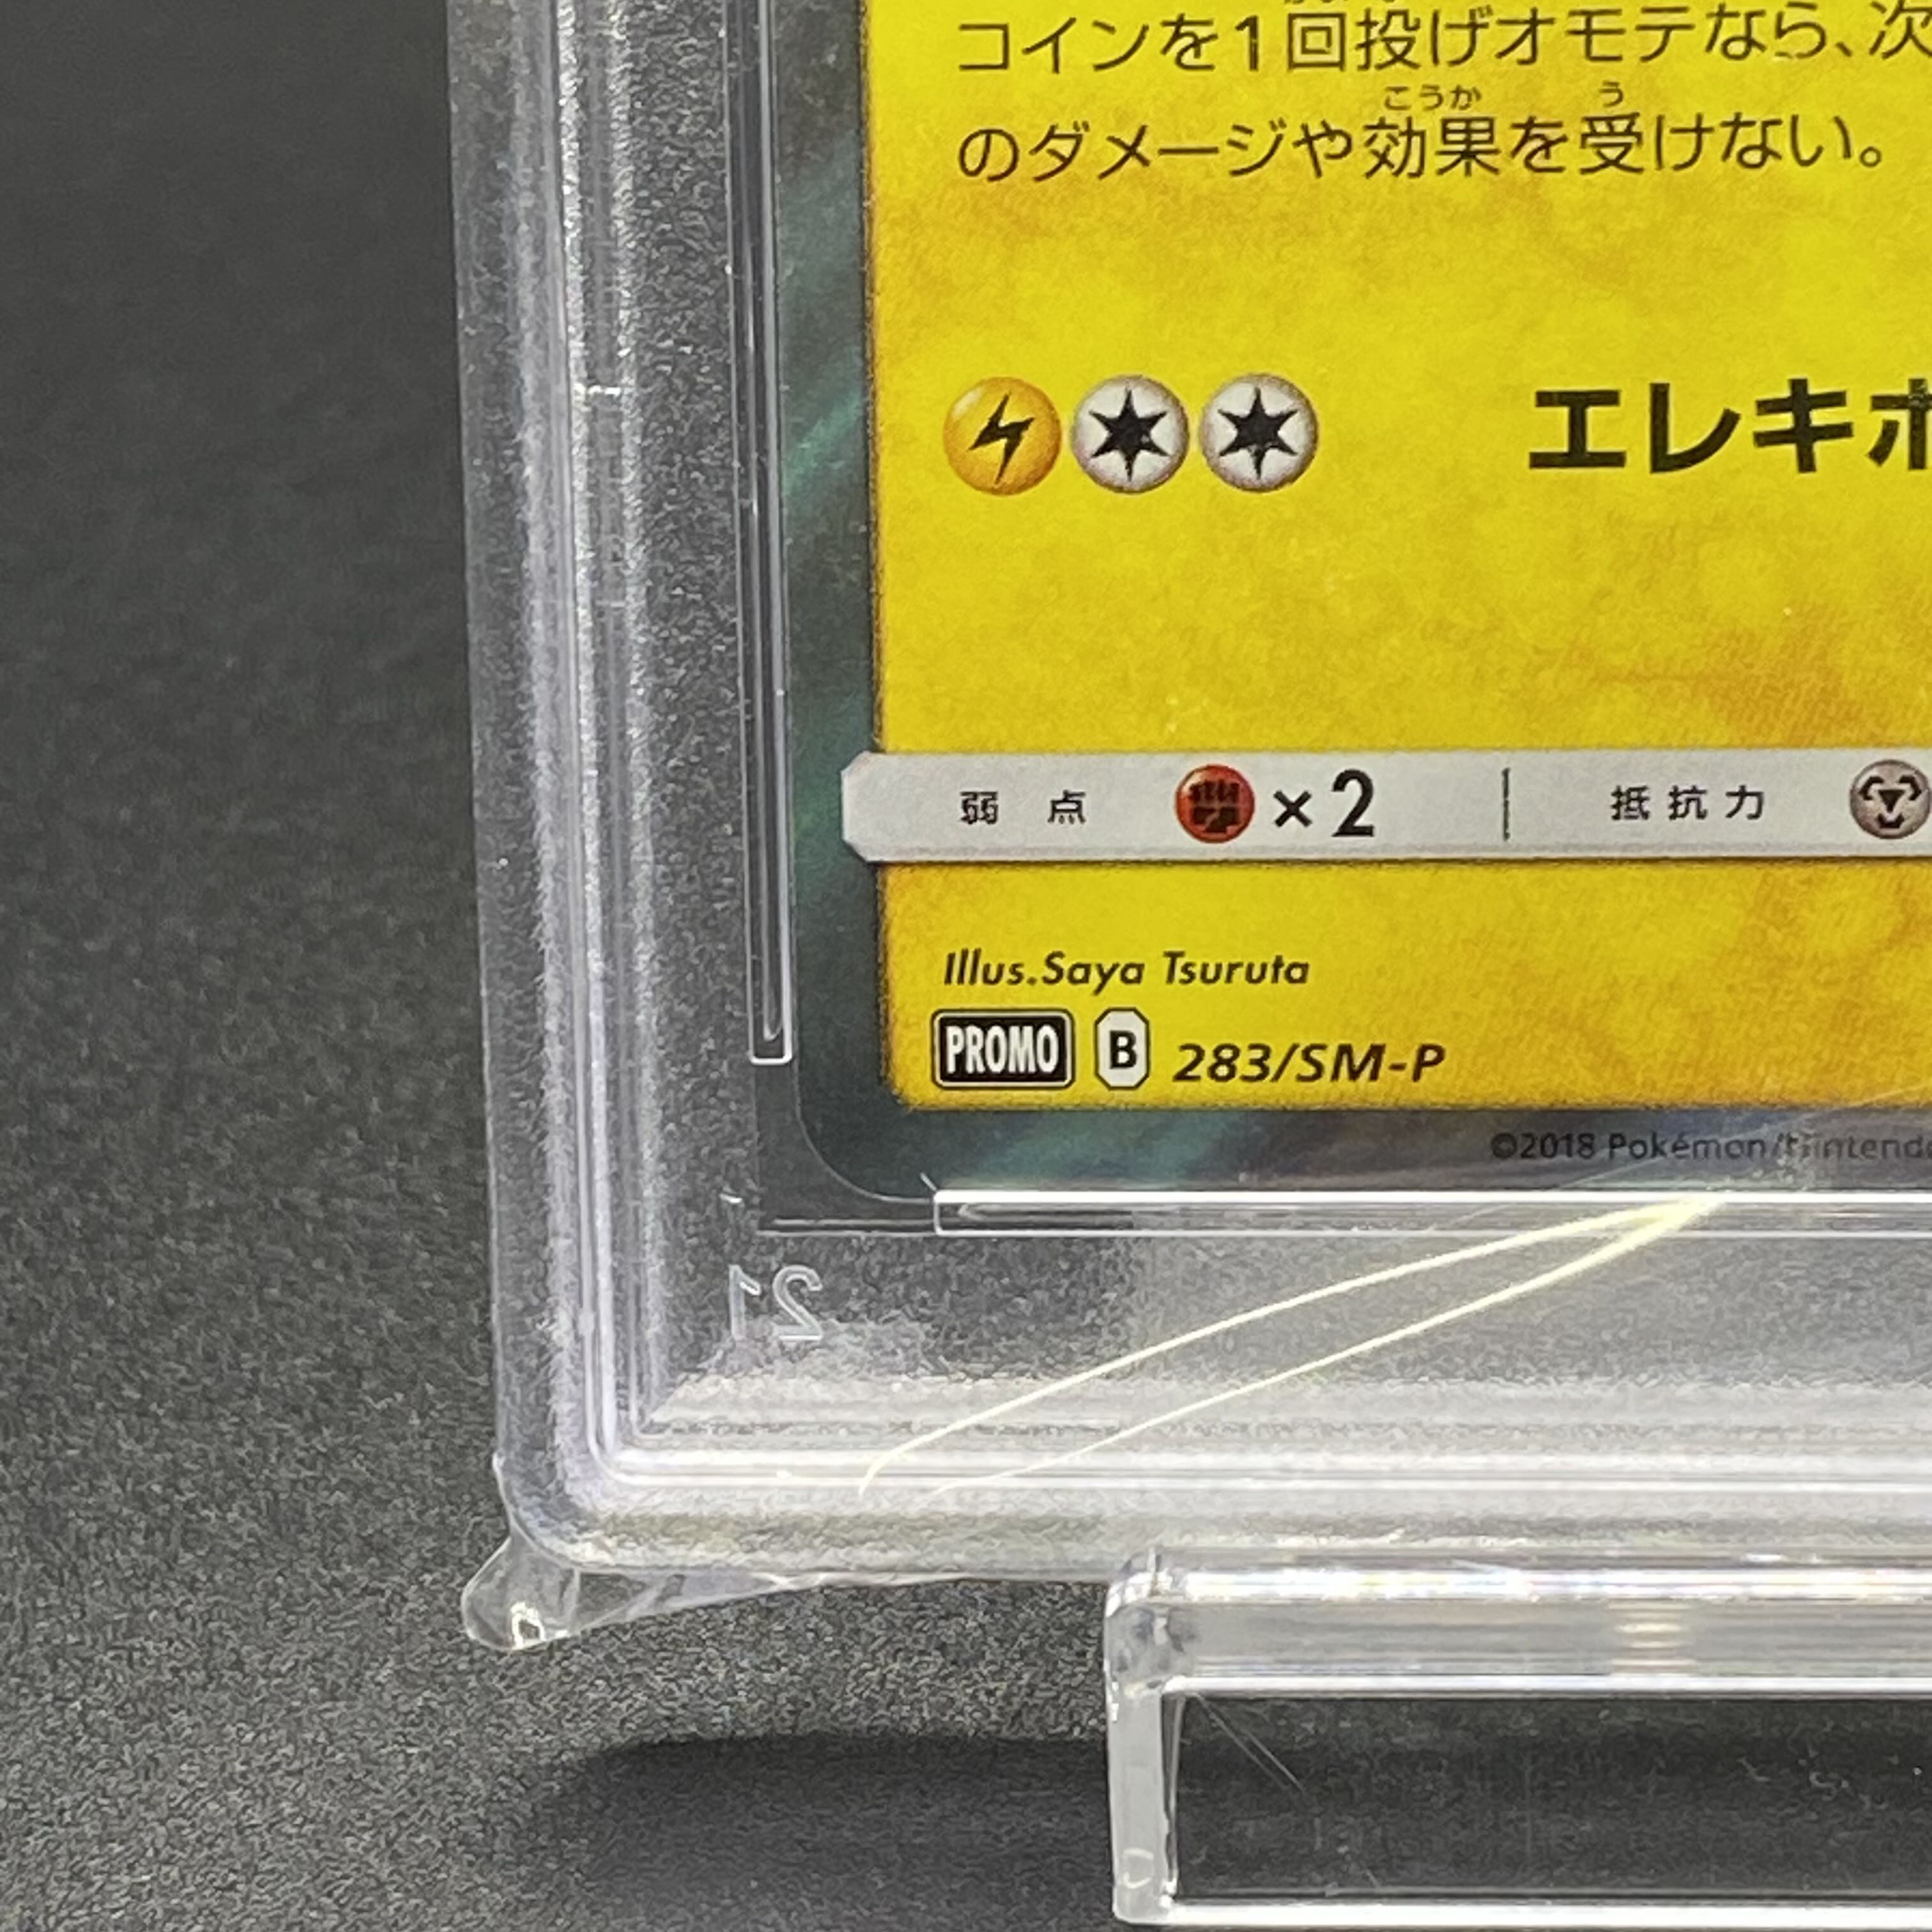 コインを1回投げオモテなら、次
こうか う
のダメージや効果を受けない。
エレキ
弱点 ×2 抵抗力
Illus.Saya Tsuruta
PROMO B 283/SM-P
©2018 Pokémon/Nintendo
21